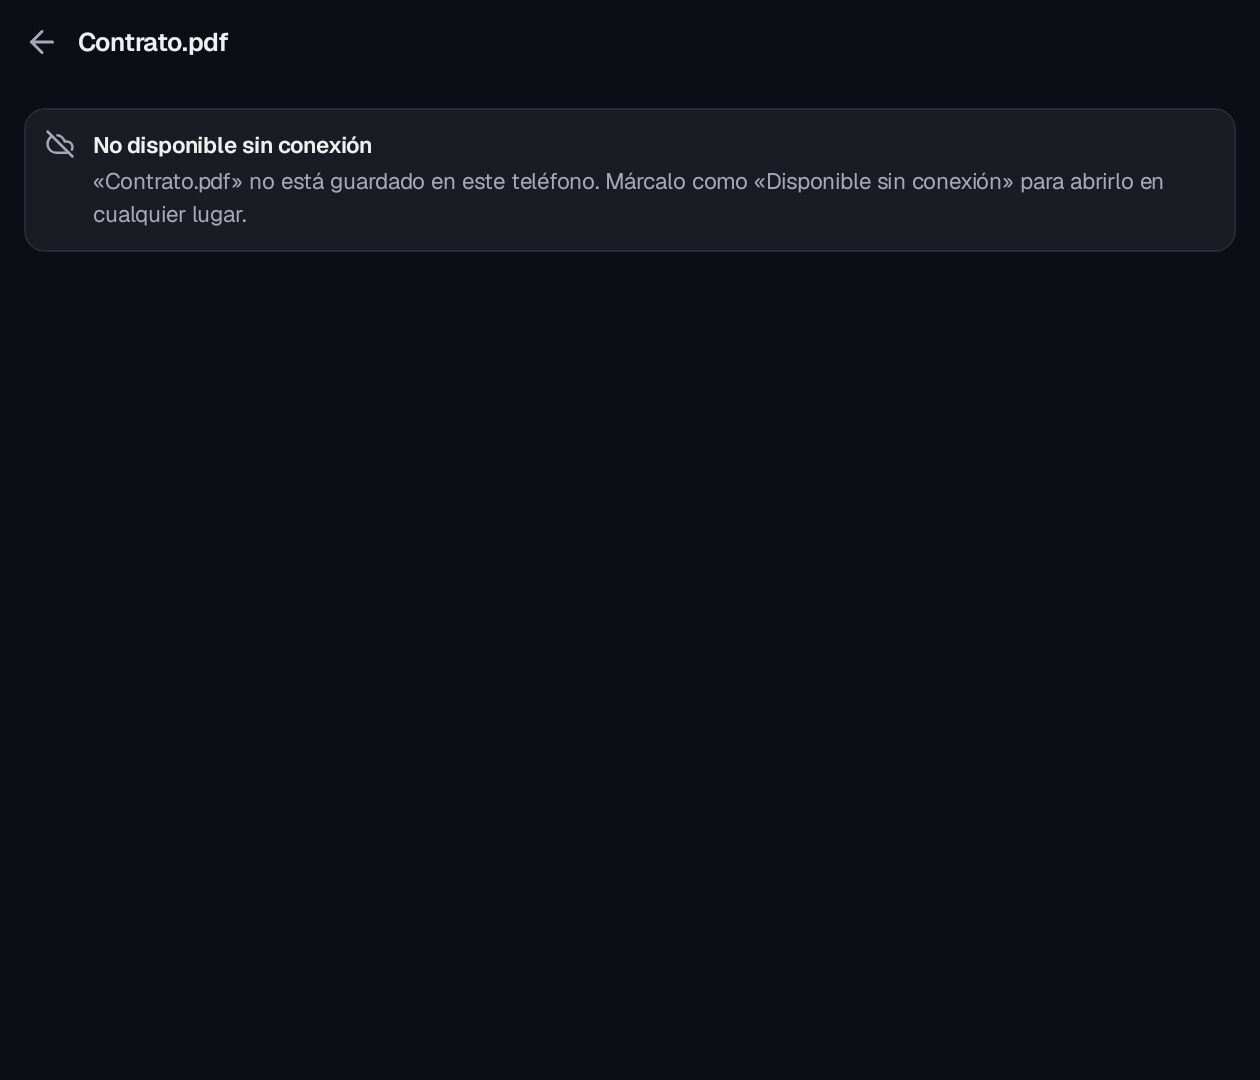 Contrato.pdf
No disponible sin conexión
«Contrato.pdf» no está guardado en este teléfono. Márcalo como «Disponible sin conexión» para abrirlo en
cualquier lugar.